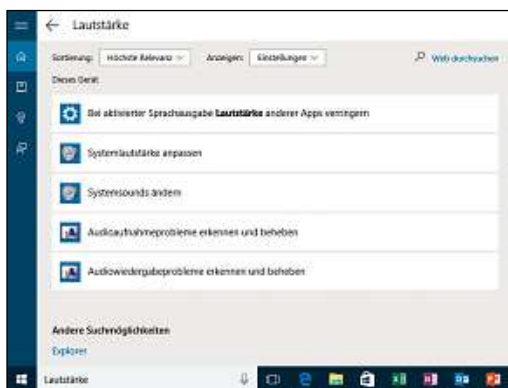 Lautstärke
Sortierung: Höchste Relevanz Anzeigen: Einstellungen Web durchsuchen
Dieses Gerät
Bei aktivierter Sprachausgabe Lautstärke anderer Apps verringern
Systemlautstärke anpassen
Systemsounds ändern
Audioaufnahmeprobleme erkennen und beheben
Audiowiedergabeprobleme erkennen und beheben
Andere Suchmöglichkeiten
Explorer
Lautstärke